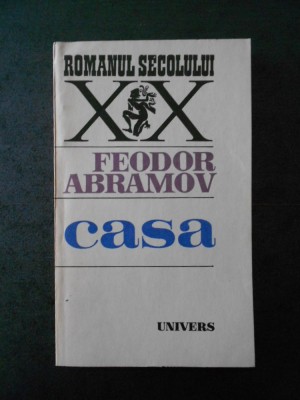 ROMANUL SECOLULUI
XX
FEODOR
ABRAMOV
casa
UNIVERS